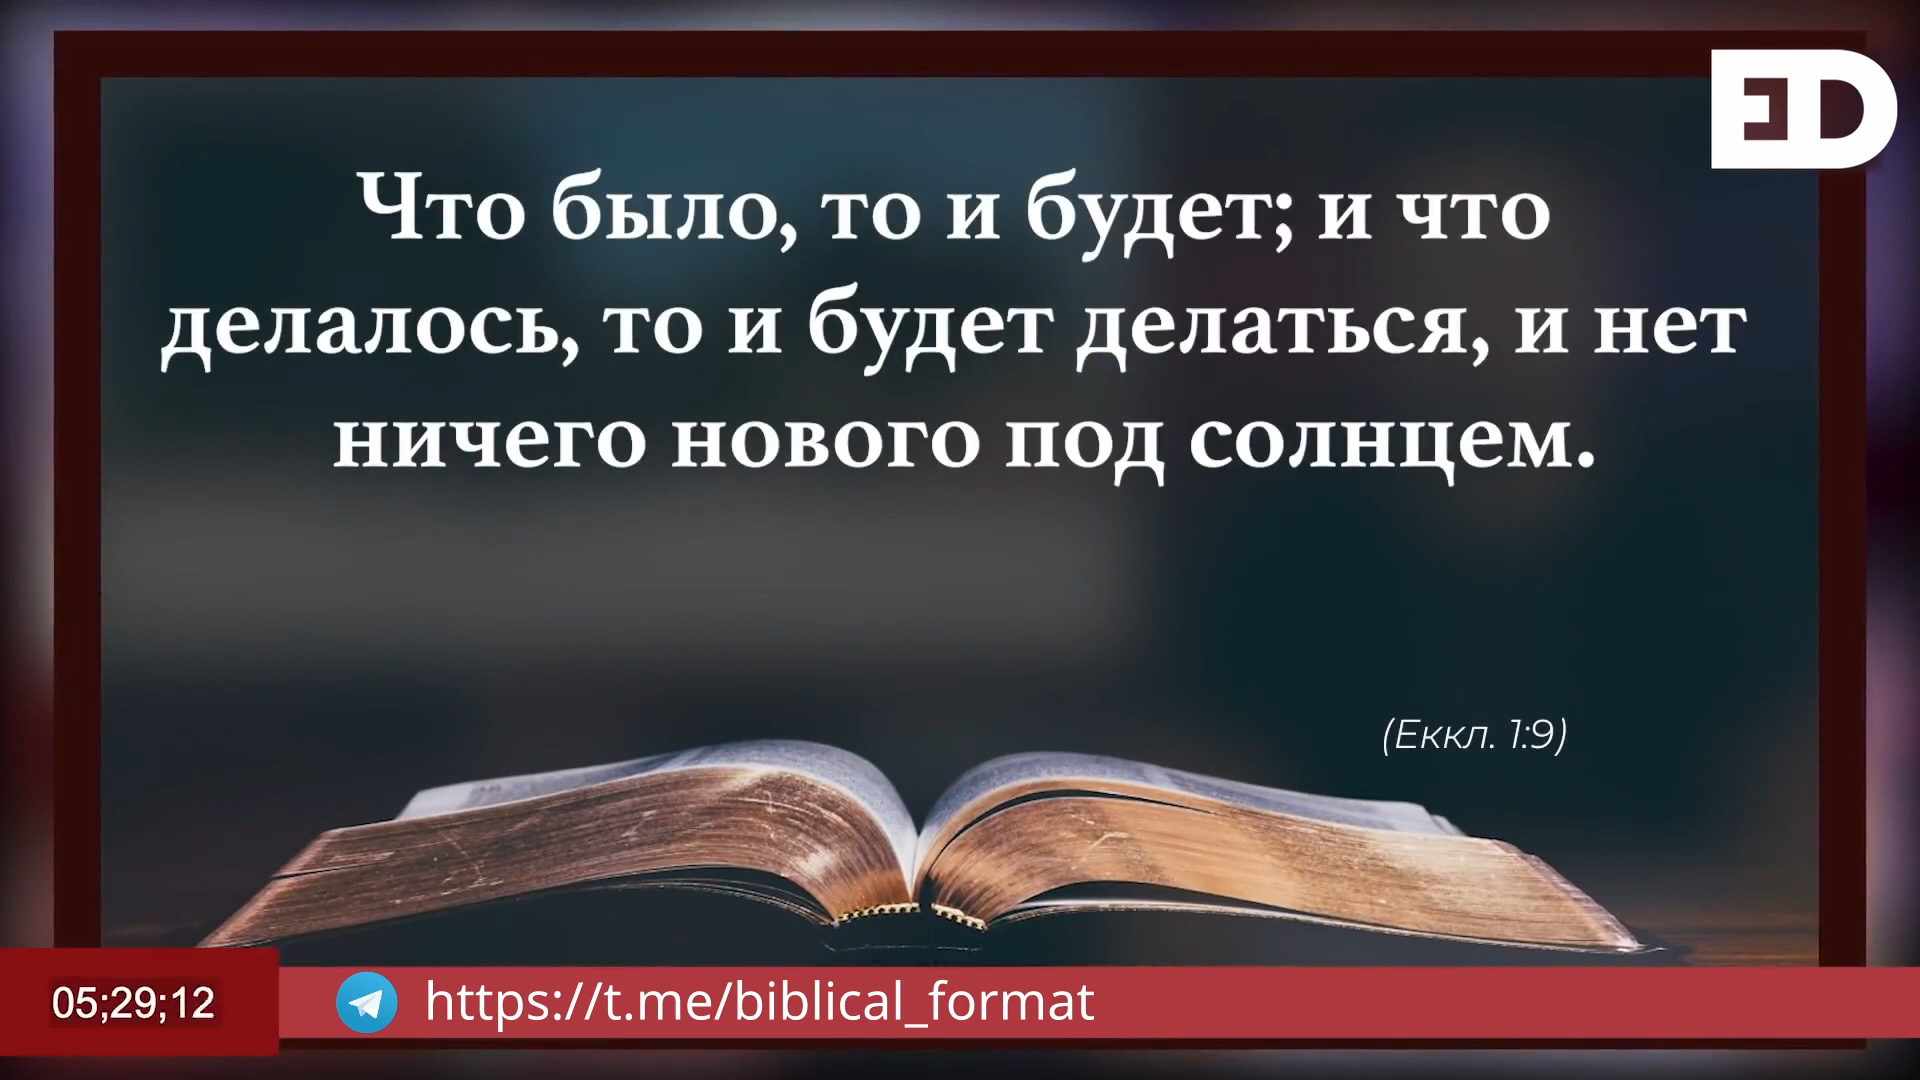 ED
Что было, то и будет; и что
делалось, то и будет делаться, и нет
ничего нового под солнцем.
(Еккл. 1:9)
05;29;12
https://t.me/biblical_format